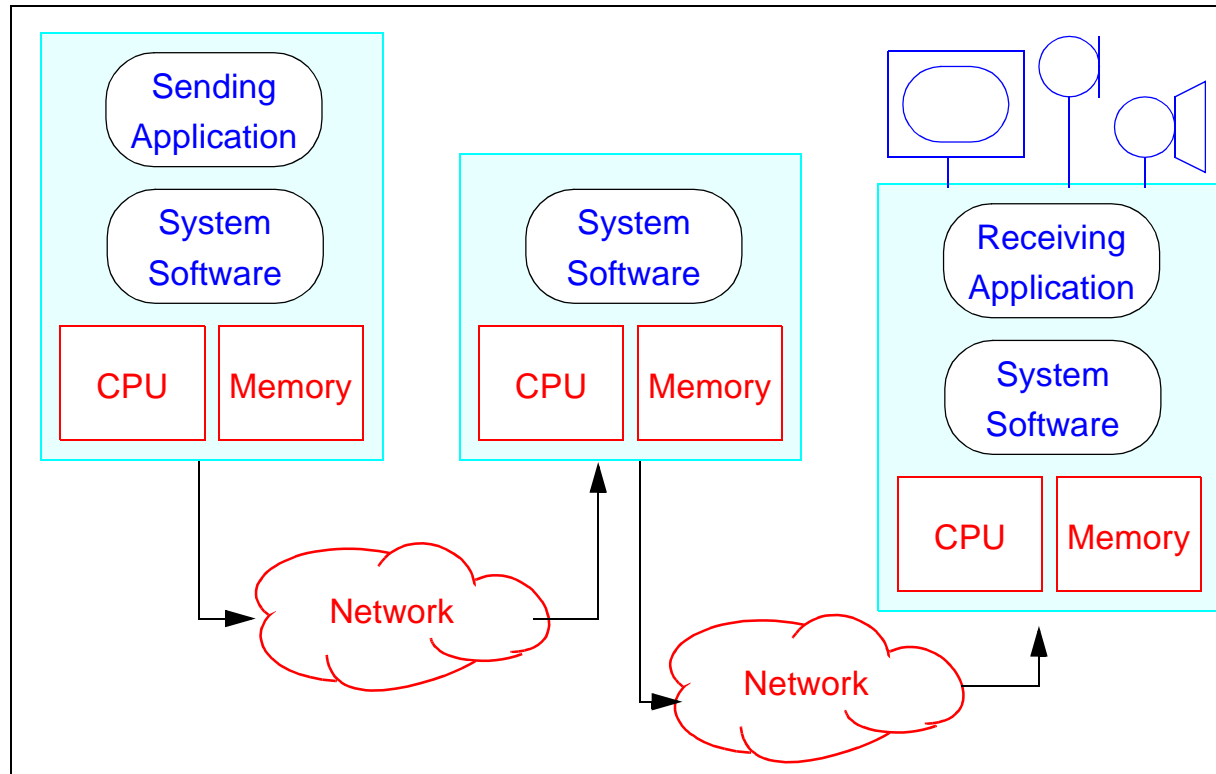 Sending
Application
System
Software
CPU
Memory
System
Software
CPU
Memory
Receiving
Application
System
Software
CPU
Memory
Network
Network